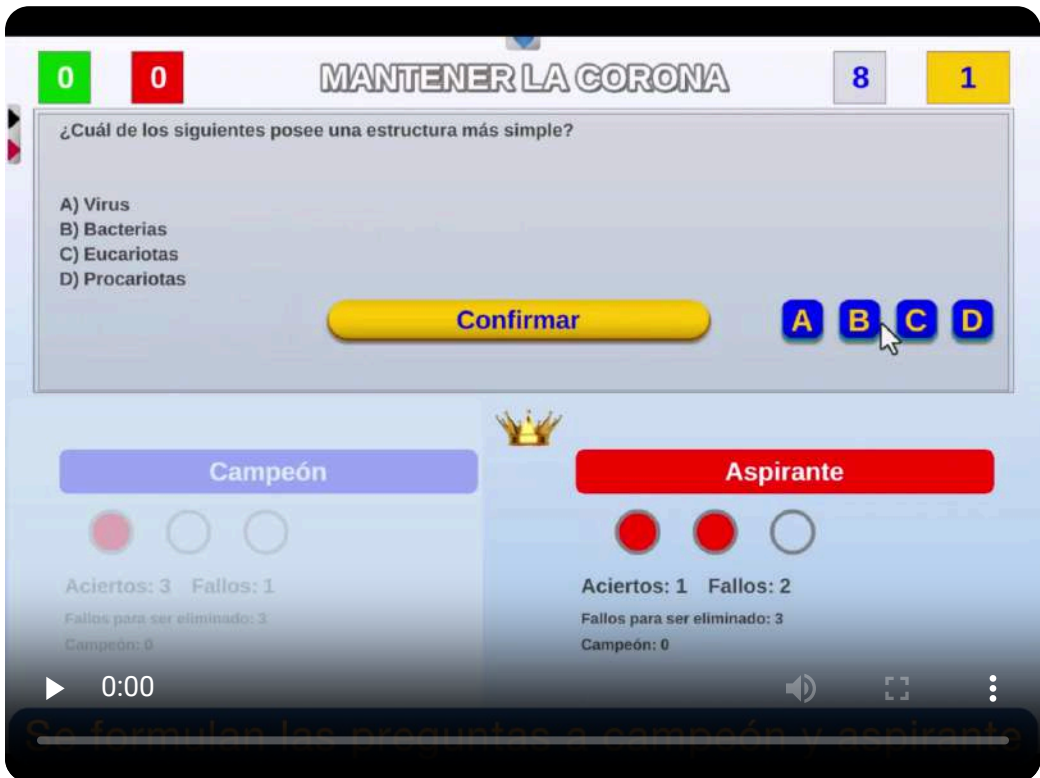 0 0 MANTENER LA CORONA 8 1
¿Cuál de los siguientes posee una estructura más simple?
A) Virus
B) Bacterias
C) Eucariotas
D) Procariotas
Confirmar A B C D
Campeón
Aciertos: 3 Fallos: 1
Fallos para ser eliminado: 3
Campeón: 0
Aspirante
Aciertos: 1 Fallos: 2
Fallos para ser eliminado: 3
Campeón: 0
0:00
Se formulan las preguntas a campeón y aspirante